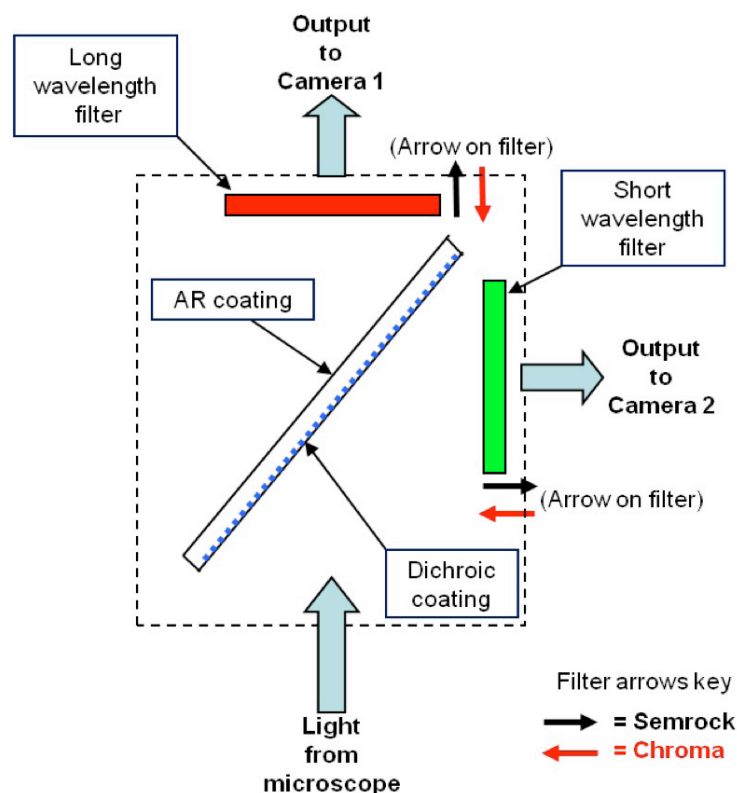 Output
to
Camera 1
Long
wavelength
filter
(Arrow on filter)
Short
wavelength
filter
AR coating
Output
to
Camera 2
(Arrow on filter)
Dichroic
coating
Light
from
microscope
Filter arrows key
= Semrock
= Chroma